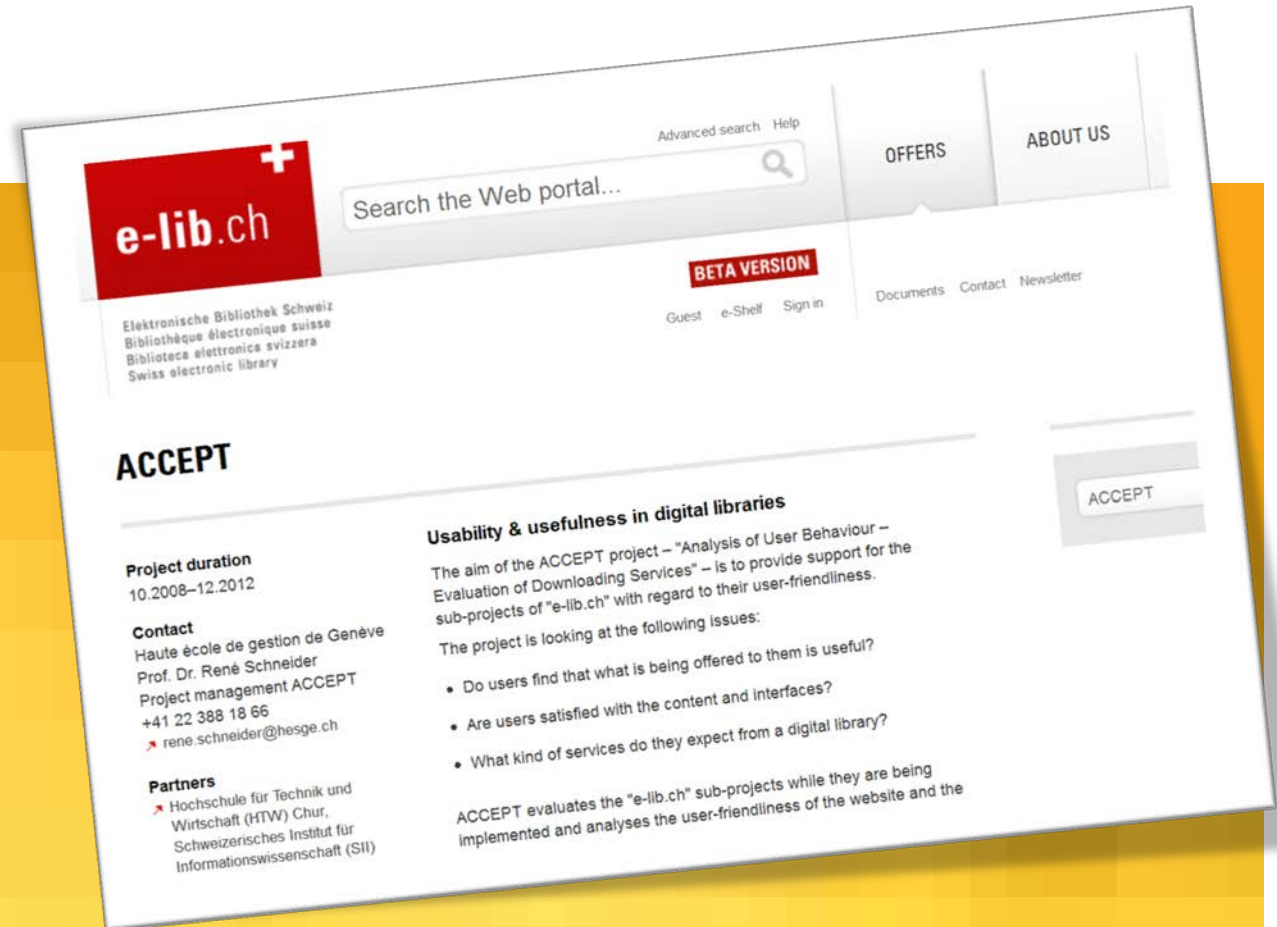 e-lib.ch
Advanced search Help
Search the Web portal...
OFFERS
ABOUT US
Elektronische Bibliothek Schweiz
Bibliothèque électronique suisse
Biblioteca elettronica svizzera
Swiss electronic library
BETA VERSION
Guest e-Shelf Sign in
Documents Contact Newsletter
ACCEPT
Project duration
10.2008–12.2012
Contact
Haute école de gestion de Genève
Prof. Dr. René Schneider
Project management ACCEPT
+41 22 388 18 66
rene.schneider@hesge.ch
Partners
Hochschule für Technik und
Wirtschaft (HTW) Chur,
Schweizerisches Institut für
Informationswissenschaft (SII)
Usability & usefulness in digital libraries
The aim of the ACCEPT project – "Analysis of User Behaviour –
Evaluation of Downloading Services" – is to provide support for the
sub-projects of "e-lib.ch" with regard to their user-friendliness.
The project is looking at the following issues:
• Do users find that what is being offered to them is useful?
• Are users satisfied with the content and interfaces?
• What kind of services do they expect from a digital library?
ACCEPT evaluates the "e-lib.ch" sub-projects while they are being
implemented and analyses the user-friendliness of the website and the
ACCEPT